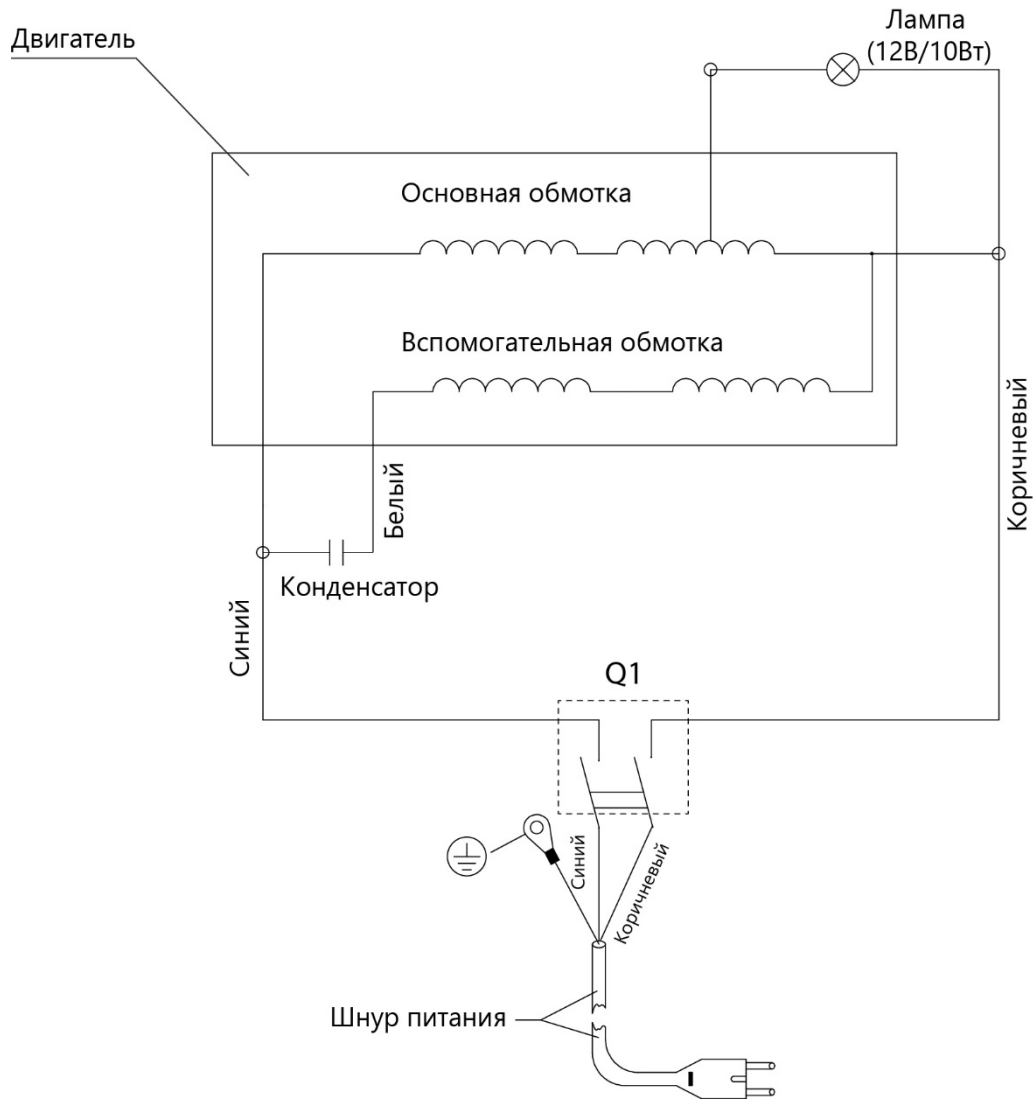 Двигатель
Лампа
(12В/10Вт)
Основная обмотка
Вспомогательная обмотка
Белый
Коричневый
Конденсатор
Синий
Q1
Синий
Коричневый
Шнур питания